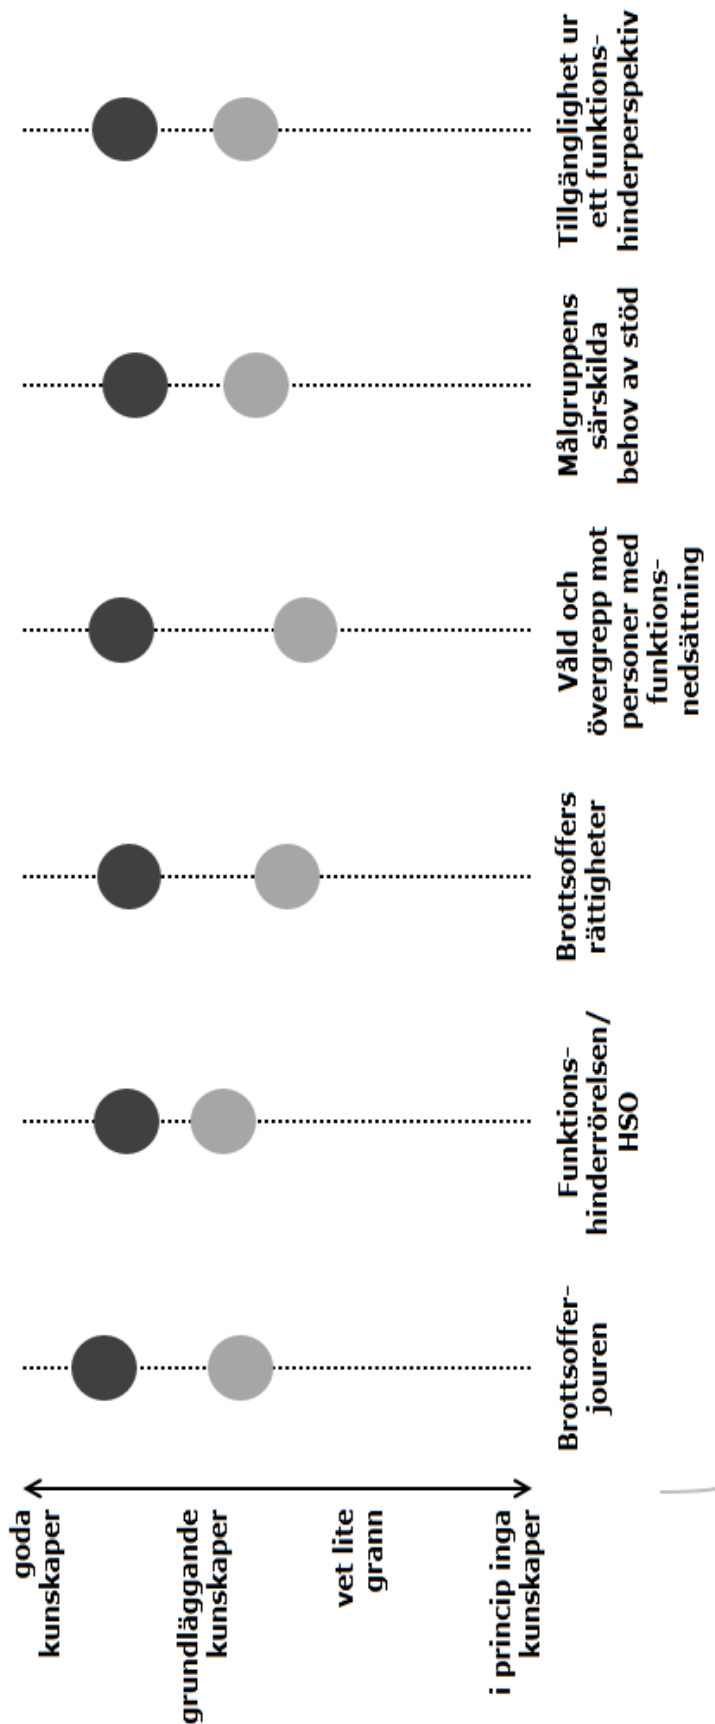 goda
kunskaper
grundläggande
kunskaper
vet lite
grann
i princip inga
kunskaper
Brottsoffer-
jouren
Funktions-
hinderrörelsen/
HSO
Brottsoffers
rättigheter
Våld och
övergrepp mot
personer med
funktions-
nedsättning
Målgruppens
särskilda
behov av stöd
Tillgänglighet ur
ett funktions-
hinderperspektiv